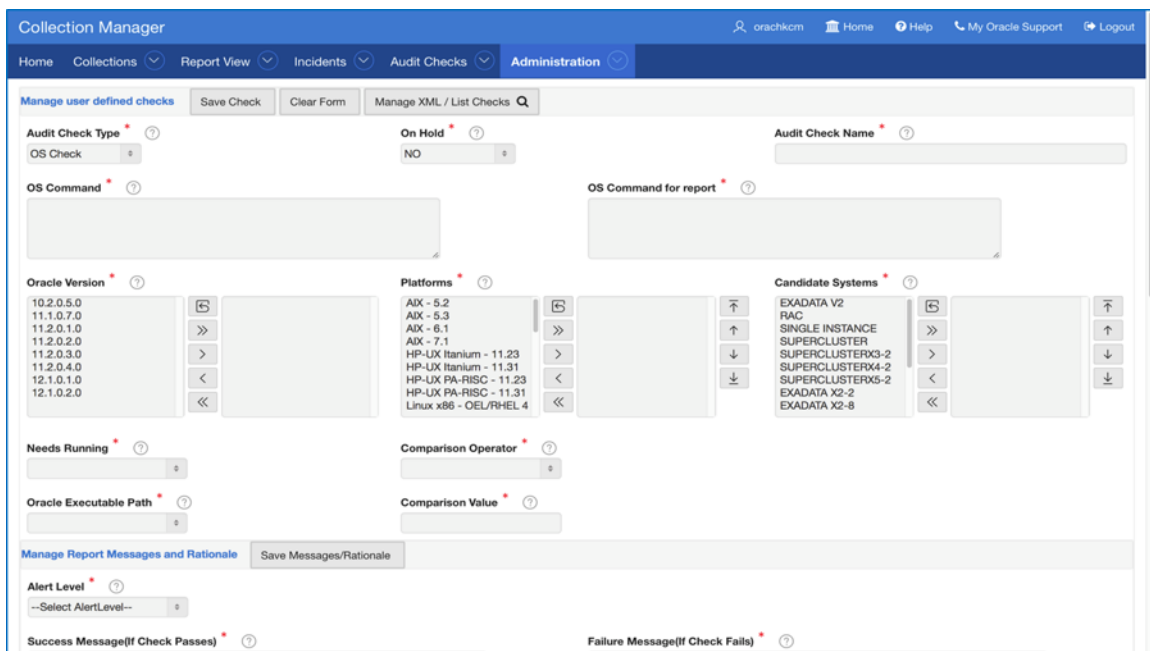 Collection Manager
orachkcm Home Help My Oracle Support Logout
Home Collections Report View Incidents Audit Checks Administration
Manage user defined checks Save Check Clear Form Manage XML / List Checks
Audit Check Type * ? On Hold * ? Audit Check Name * ?
OS Check NO
OS Command * ? OS Command for report * ?
Oracle Version * ? Platforms * ? Candidate Systems * ?
10.2.0.5.0 AIX - 5.2 EXADATA V2
11.1.0.7.0 AIX - 5.3 RAC
11.2.0.1.0 AIX - 6.1 SINGLE INSTANCE
11.2.0.2.0 AIX - 7.1 SUPERCLUSTER
11.2.0.3.0 HP-UX Itanium - 11.23 SUPERCLUSTERX3-2
11.2.0.4.0 HP-UX Itanium - 11.31 SUPERCLUSTERX4-2
12.1.0.1.0 HP-UX PA-RISC - 11.23 SUPERCLUSTERX5-2
12.1.0.2.0 HP-UX PA-RISC - 11.31 EXADATA X2-2
Linux x86 - OEL/RHEL 4 EXADATA X2-8
Needs Running * ? Comparison Operator * ?
Oracle Executable Path * ? Comparison Value * ?
Manage Report Messages and Rationale Save Messages/Rationale
Alert Level * ?
--Select AlertLevel--
Success Message(If Check Passes) * ? Failure Message(If Check Fails) * ?